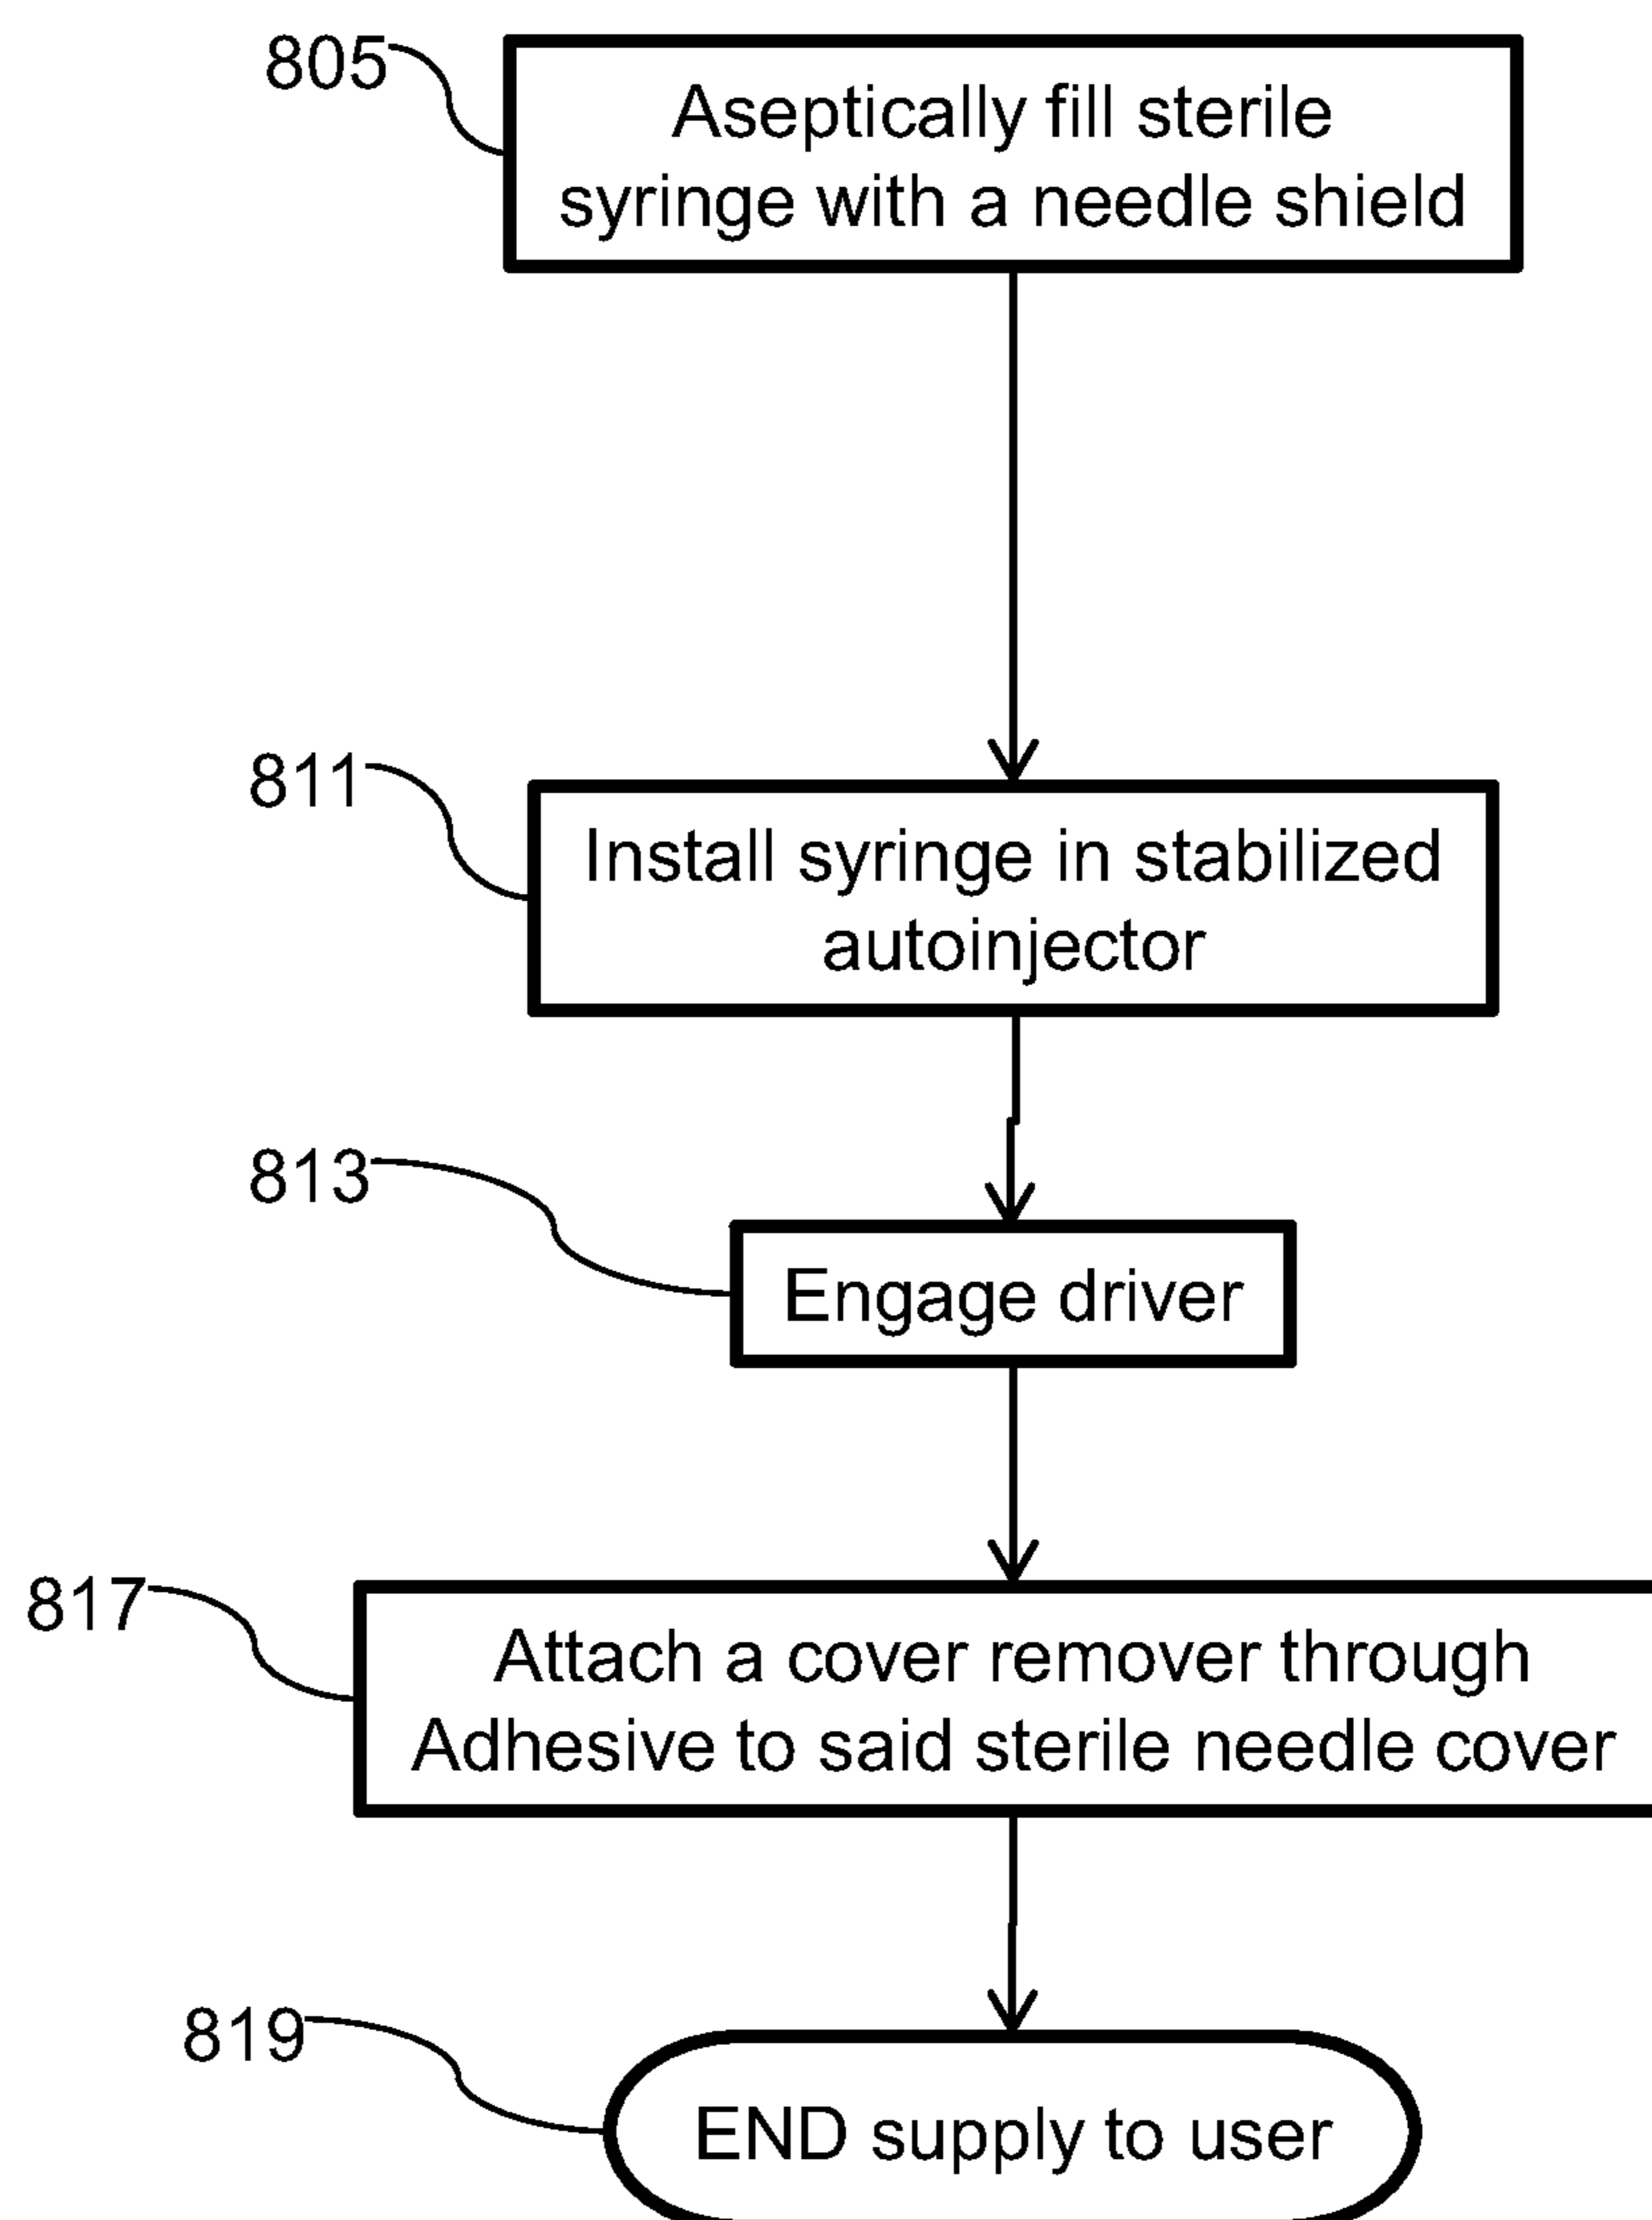 805
Aseptically fill sterile
syringe with a needle shield
811
Install syringe in stabilized
autoinjector
813
Engage driver
817
Attach a cover remover through
Adhesive to said sterile needle cover
819
END supply to user